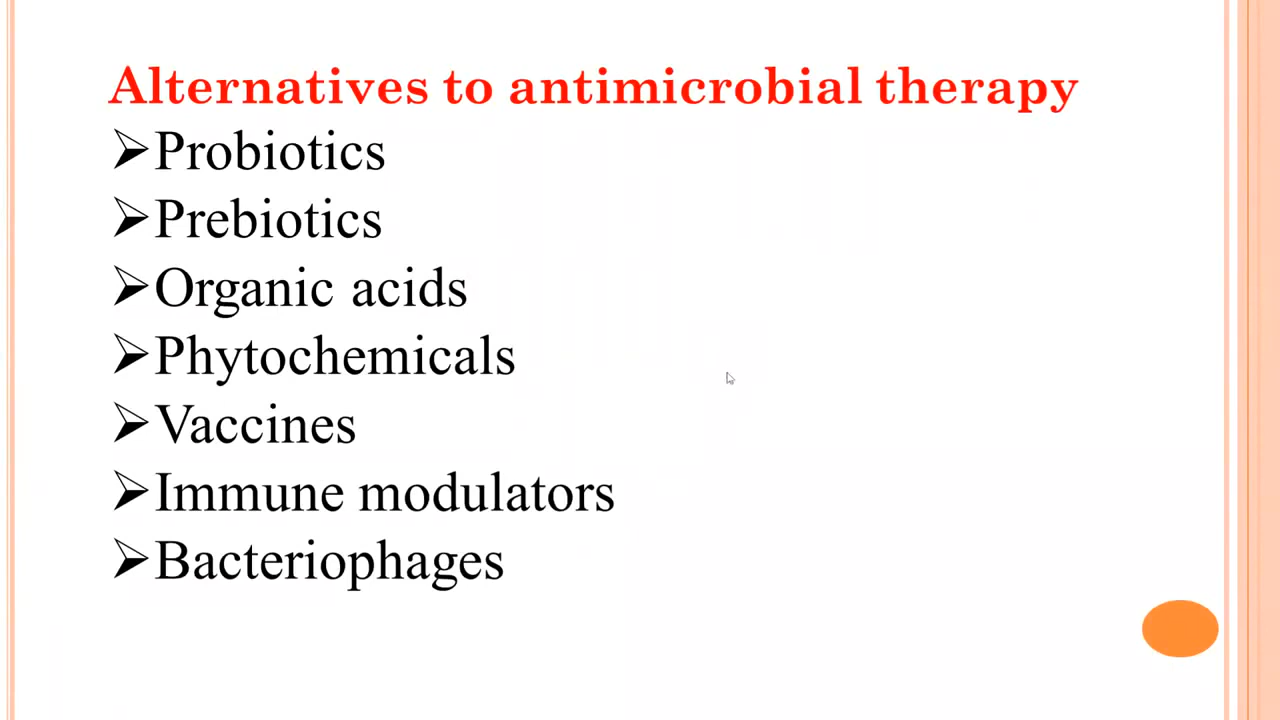 Alternatives to antimicrobial therapy
➢Probiotics
➢Prebiotics
➢Organic acids
➢Phytochemicals
➢Vaccines
➢Immune modulators
➢Bacteriophages